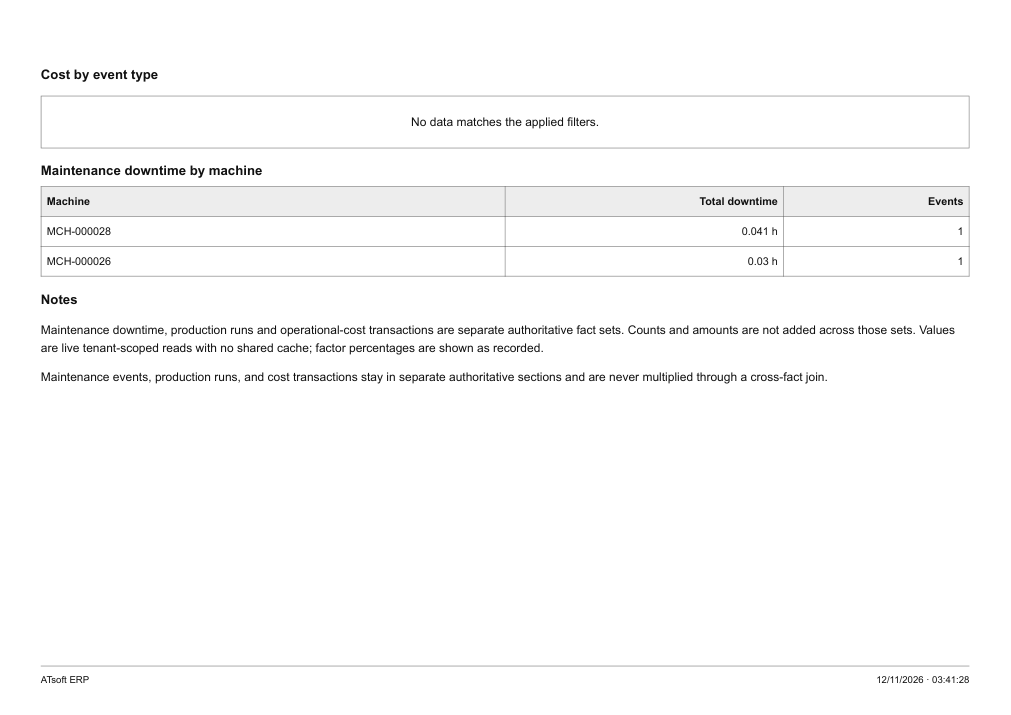 Cost by event type
No data matches the applied filters.
Maintenance downtime by machine
Machine Total downtime Events
MCH-000028 0.041 h 1
MCH-000026 0.03 h 1
Notes
Maintenance downtime, production runs and operational-cost transactions are separate authoritative fact sets. Counts and amounts are not added across those sets. Values
are live tenant-scoped reads with no shared cache; factor percentages are shown as recorded.
Maintenance events, production runs, and cost transactions stay in separate authoritative sections and are never multiplied through a cross-fact join.
ATsoft ERP 12/11/2026 · 03:41:28